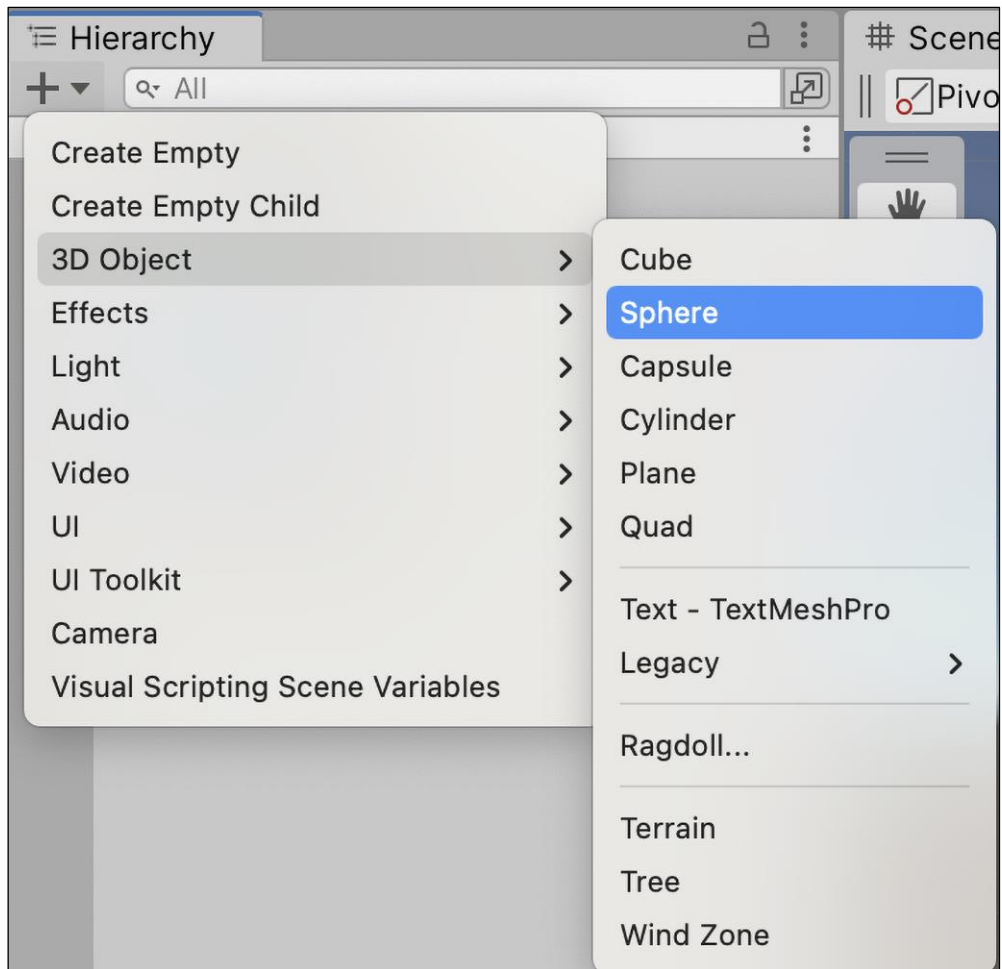 Hierarchy
Scene
All
Pivo
Create Empty
Create Empty Child
3D Object
Effects
Light
Audio
Video
UI
UI Toolkit
Camera
Visual Scripting Scene Variables
Cube
Sphere
Capsule
Cylinder
Plane
Quad
Text - TextMeshPro
Legacy
Ragdoll...
Terrain
Tree
Wind Zone